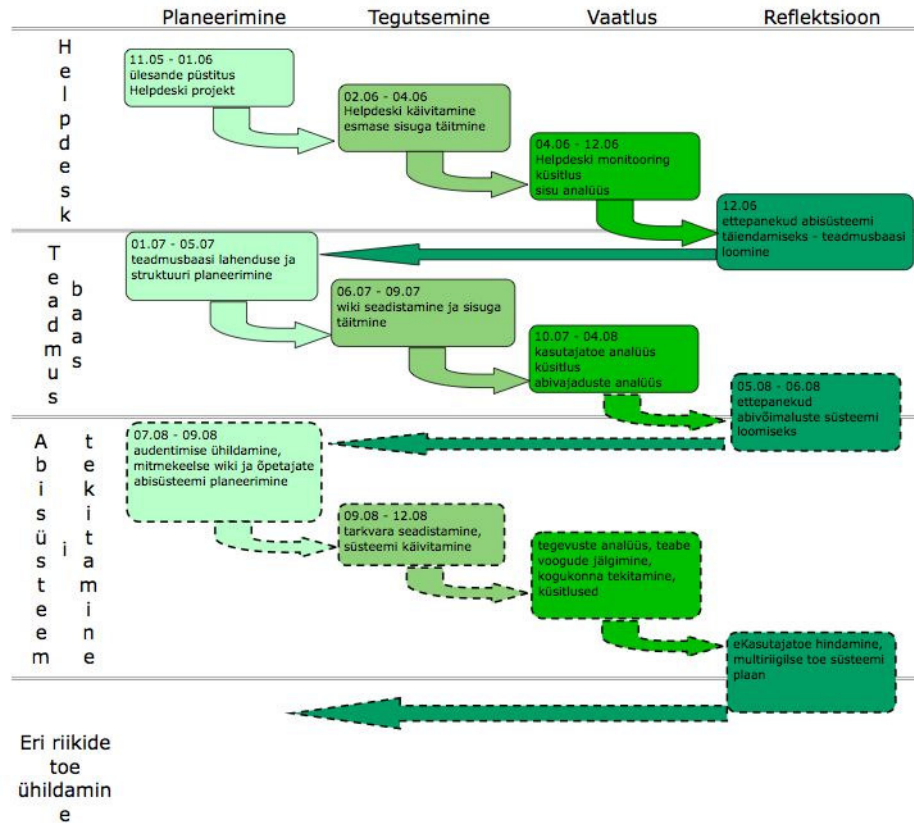 Planeerimine Tegutsemine Vaatlus Reflektsioon
Helpdesk
11.05 - 01.06
ülesande püstitus
Helpdeski projekt
02.06 - 04.06
Helpdeski käivitamine
esmase sisuga täitmine
04.06 - 12.06
Helpdeski monitooring
küsitlus
sisu analüüs
12.06
ettepanekud abisüsteemi
täiendamiseks - teadmusbaasi
loomine
Teadmus
baas
01.07 - 05.07
teadmusbaasi lahenduse ja
struktuuri planeerimine
06.07 - 09.07
wiki seadistamine ja sisuga
täitmine
10.07 - 04.08
kasutajatoe analüüs
küsitlus
abivajaduste analüüs
05.08 - 06.08
ettepanekud
abivõimaluste süsteemi
loomiseks
Abisüsteem
i
tekitamine
07.08 - 09.08
audentimise ühildamine,
mitmekeelse wiki ja õpetajate
abisüsteemi planeerimine
09.08 - 12.08
tarkvara seadistamine,
süsteemi käivitamine
tegevuste analüüs, teabe
voogude jälgimine,
kogukonna tekitamine,
küsitlused
eKasutajatoe hindamine,
multiriigilse toe süsteemi
plaan
Eri riikide
toe
ühildamin
e